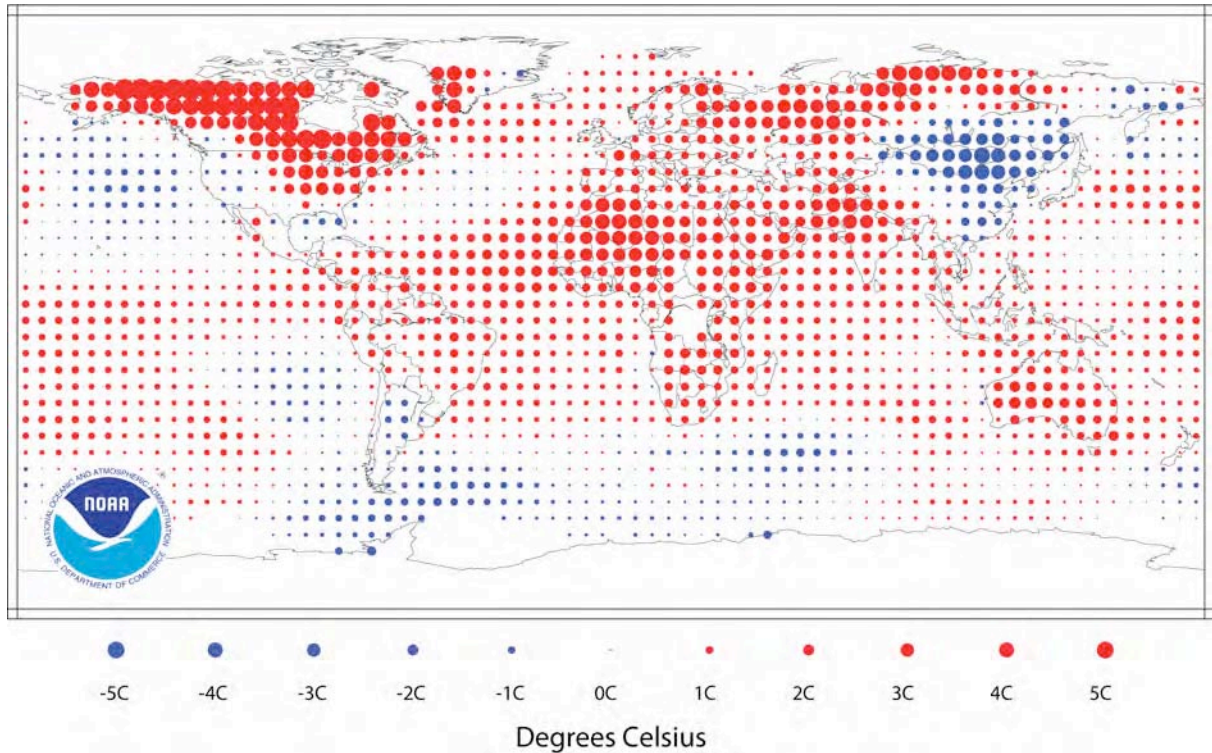 NATIONAL OCEANIC AND ATMOSPHERIC ADMINISTRATION
NOAA
U.S. DEPARTMENT OF COMMERCE
-5C -4C -3C -2C -1C 0C 1C 2C 3C 4C 5C
Degrees Celsius